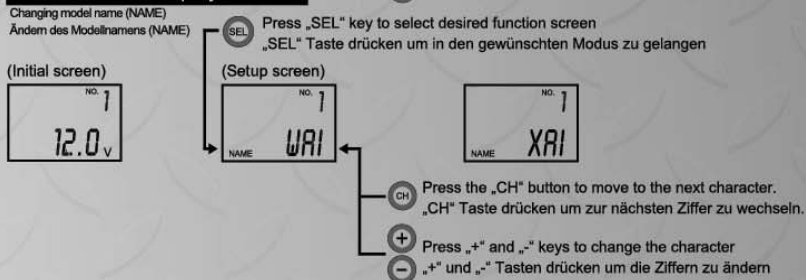 Changing model name (NAME)
Ändern des Modellnamens (NAME)
SEL
Press „SEL“ key to select desired function screen
„SEL“ Taste drücken um in den gewünschten Modus zu gelangen
(Initial screen)
(Setup screen)
NO. 1
12.0 V
NO. 1
NAME WAI
NO. 1
NAME XAI
CH
Press the „CH“ button to move to the next character.
„CH“ Taste drücken um zur nächsten Ziffer zu wechseln.
+
Press „+“ and „-“ keys to change the character
-
„+“ und „-“ Tasten drücken um die Ziffern zu ändern